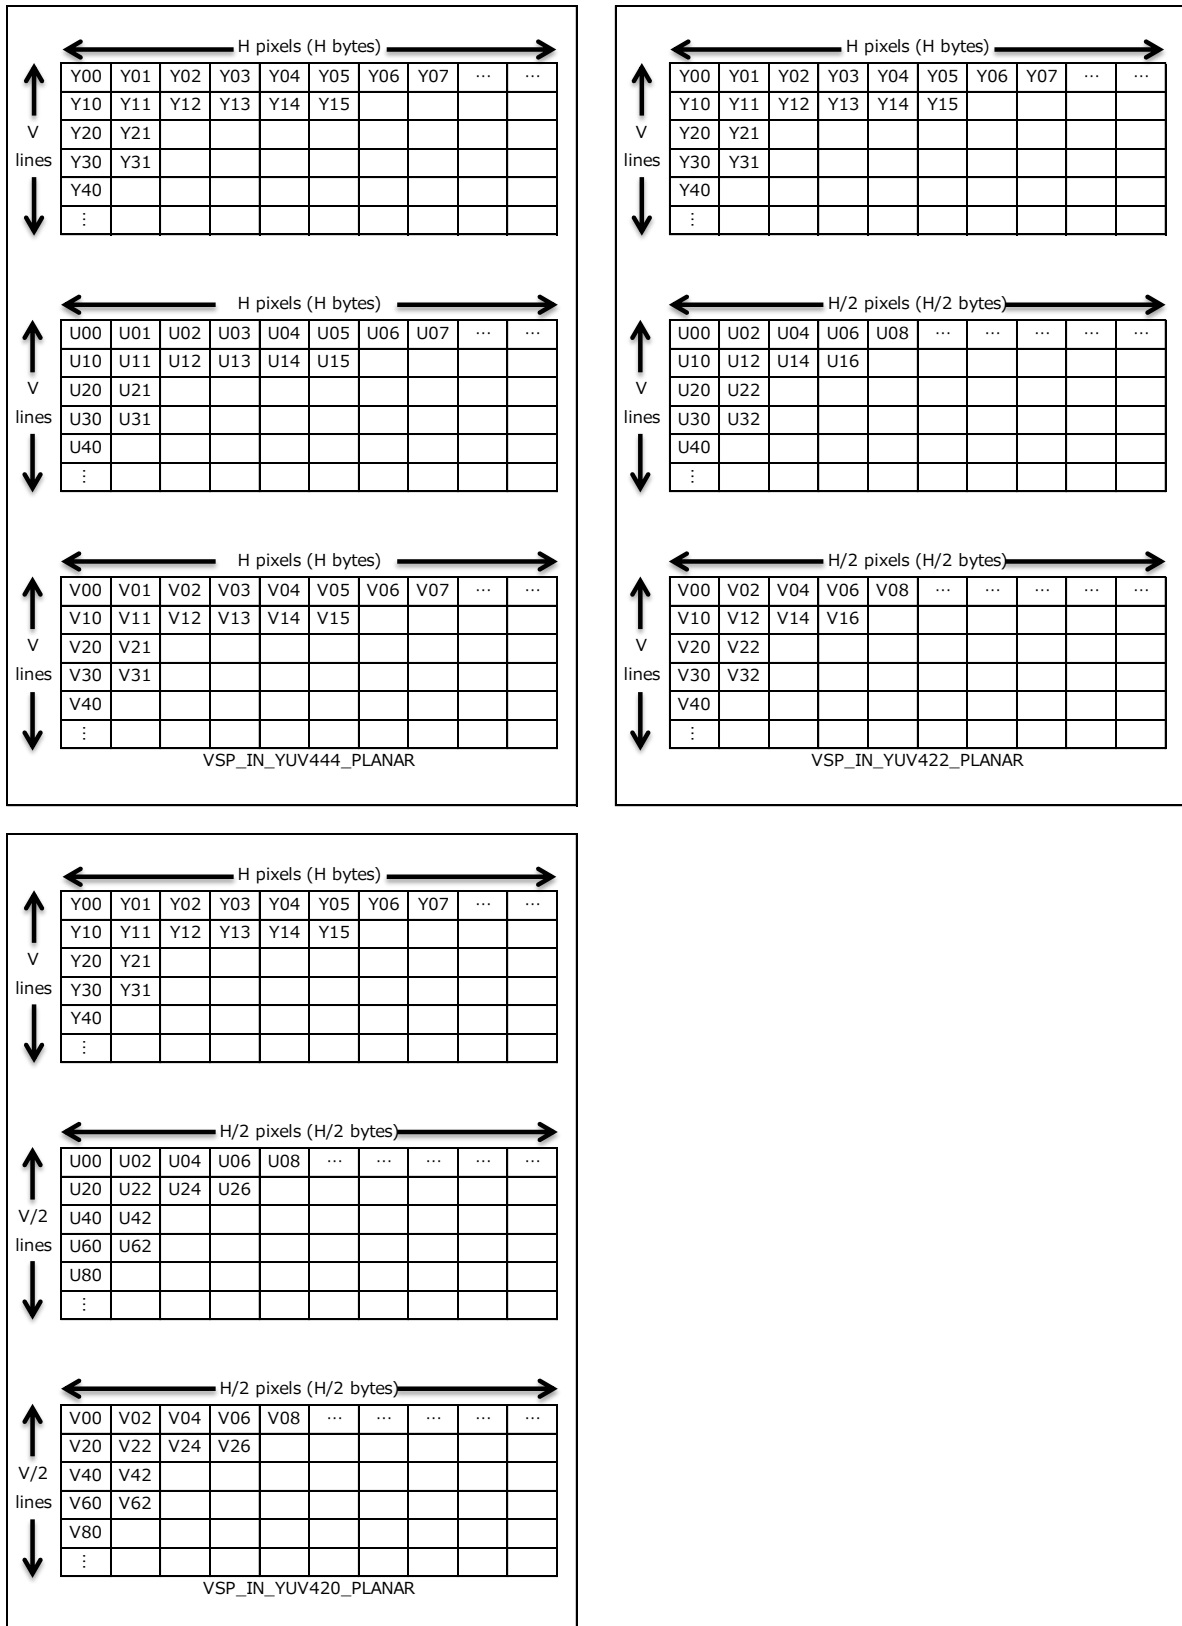 H pixels (H bytes)
Y00 Y01 Y02 Y03 Y04 Y05 Y06 Y07 … …
Y10 Y11 Y12 Y13 Y14 Y15
V
Y20 Y21
lines
Y30 Y31
Y40
⋮
H pixels (H bytes)
U00 U01 U02 U03 U04 U05 U06 U07 … …
U10 U11 U12 U13 U14 U15
V
U20 U21
lines
U30 U31
U40
⋮
H pixels (H bytes)
V00 V01 V02 V03 V04 V05 V06 V07 … …
V10 V11 V12 V13 V14 V15
V
V20 V21
lines
V30 V31
V40
⋮
VSP_IN_YUV444_PLANAR
H pixels (H bytes)
Y00 Y01 Y02 Y03 Y04 Y05 Y06 Y07 … …
Y10 Y11 Y12 Y13 Y14 Y15
V
Y20 Y21
lines
Y30 Y31
Y40
⋮
H/2 pixels (H/2 bytes)
U00 U02 U04 U06 U08 … … … … …
U10 U12 U14 U16
V
U20 U22
lines
U30 U32
U40
⋮
H/2 pixels (H/2 bytes)
V00 V02 V04 V06 V08 … … … … …
V10 V12 V14 V16
V
V20 V22
lines
V30 V32
V40
⋮
VSP_IN_YUV422_PLANAR
H pixels (H bytes)
Y00 Y01 Y02 Y03 Y04 Y05 Y06 Y07 … …
Y10 Y11 Y12 Y13 Y14 Y15
V
Y20 Y21
lines
Y30 Y31
Y40
⋮
H/2 pixels (H/2 bytes)
U00 U02 U04 U06 U08 … … … … …
U20 U22 U24 U26
V/2
U40 U42
lines
U60 U62
U80
⋮
H/2 pixels (H/2 bytes)
V00 V02 V04 V06 V08 … … … … …
V20 V22 V24 V26
V/2
V40 V42
lines
V60 V62
V80
⋮
VSP_IN_YUV420_PLANAR